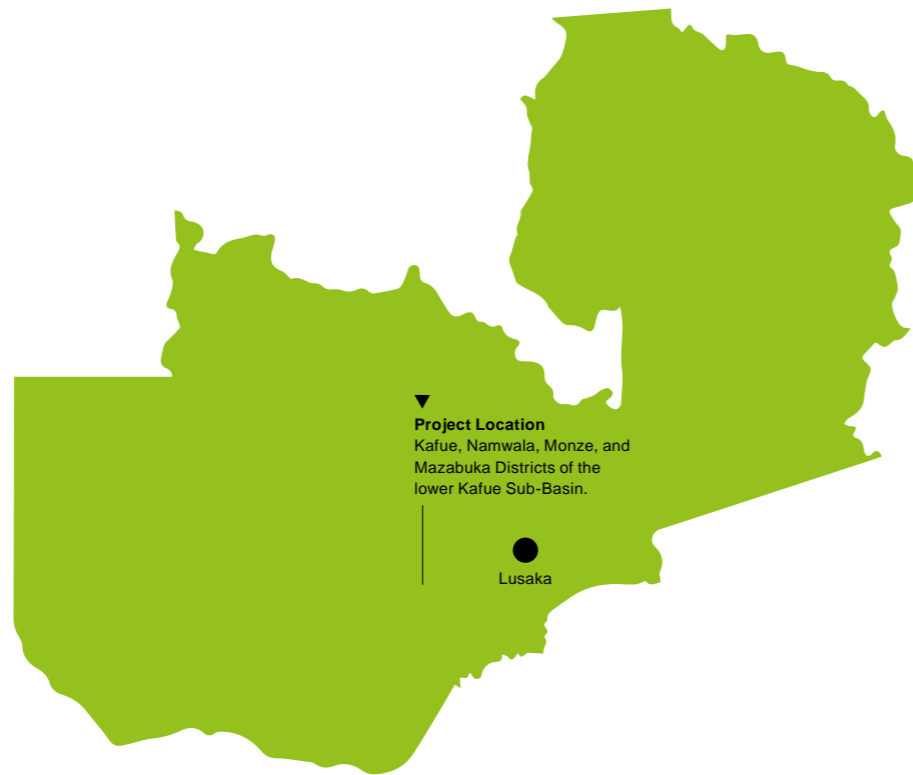 Project Location
Kafue, Namwala, Monze, and
Mazabuka Districts of the
lower Kafue Sub-Basin.
Lusaka